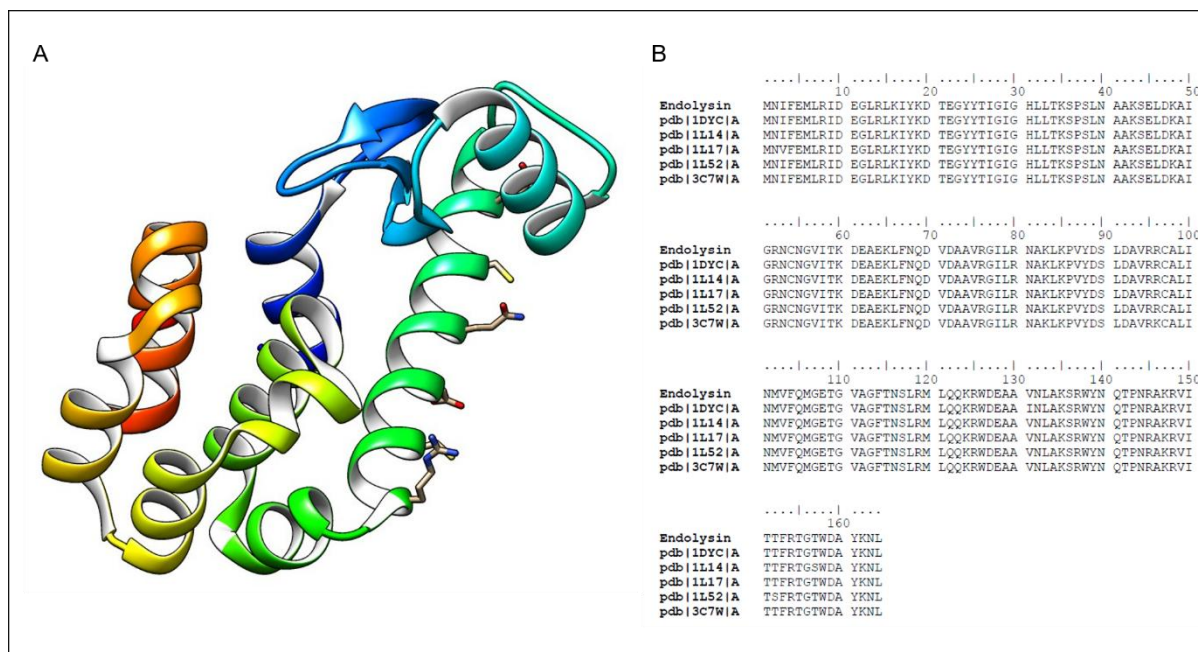 A
B
....|....| ....|....| ....|....| ....|....| ....|....|
10 20 30 40 50
Endolysin MNIFEMLRID EGLRLKIYKD TEGYYTIGIG HLLTKSPSLN AAKSELDKAI
pdb|1DYC|A MNIFEMLRID EGLRLKIYKD TEGYYTIGIG HLLTKSPSLN AAKSELDKAI
pdb|1L14|A MNIFEMLRID EGLRLKIYKD TEGYYTIGIG HLLTKSPSLN AAKSELDKAI
pdb|1L17|A MNVFEMLRID EGLRLKIYKD TEGYYTIGIG HLLTKSPSLN AAKSELDKAI
pdb|1L52|A MNIFEMLRID EGLRLKIYKD TEGYYTIGIG HLLTKSPSLN AAKSELDKAI
pdb|3C7W|A MNIFEMLRID EGLRLKIYKD TEGYYTIGIG HLLTKSPSLN AAKSELDKAI
....|....| ....|....| ....|....| ....|....| ....|....|
60 70 80 90 100
Endolysin GRNCNGVITK DEAEKLFNQD VDAAVRGILR NAKLKPVYDS LDAVRRCALI
pdb|1DYC|A GRNCNGVITK DEAEKLFNQD VDAAVRGILR NAKLKPVYDS LDAVRRCALI
pdb|1L14|A GRNCNGVITK DEAEKLFNQD VDAAVRGILR NAKLKPVYDS LDAVRRCALI
pdb|1L17|A GRNCNGVITK DEAEKLFNQD VDAAVRGILR NAKLKPVYDS LDAVRRCALI
pdb|1L52|A GRNCNGVITK DEAEKLFNQD VDAAVRGILR NAKLKPVYDS LDAVRRCALI
pdb|3C7W|A GRNCNGVITK DEAEKLFNQD VDAAVRGILR NAKLKPVYDS LDAVRKCALI
....|....| ....|....| ....|....| ....|....| ....|....|
110 120 130 140 150
Endolysin NMVFQMGETG VAGFTNSLRM LQQKRWDEAA VNLAKSRWYN QTPNRAKRVI
pdb|1DYC|A NMVFQMGETG VAGFTNSLRM LQQKRWDEAA INLAKSRWYN QTPNRAKRVI
pdb|1L14|A NMVFQMGETG VAGFTNSLRM LQQKRWDEAA VNLAKSRWYN QTPNRAKRVI
pdb|1L17|A NMVFQMGETG VAGFTNSLRM LQQKRWDEAA VNLAKSRWYN QTPNRAKRVI
pdb|1L52|A NMVFQMGETG VAGFTNSLRM LQQKRWDEAA VNLAKSRWYN QTPNRAKRVI
pdb|3C7W|A NMVFQMGETG VAGFTNSLRM LQQKRWDEAA VNLAKSRWYN QTPNRAKRVI
....|....| ....
160
Endolysin TTFRTGTWDA YKNL
pdb|1DYC|A TTFRTGTWDA YKNL
pdb|1L14|A TTFRTGSWDA YKNL
pdb|1L17|A TTFRTGTWDA YKNL
pdb|1L52|A TSFRTGTWDA YKNL
pdb|3C7W|A TTFRTGTWDA YKNL